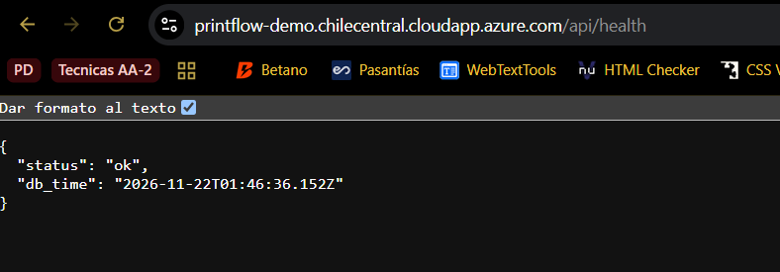 printflow-demo.chilecentral.cloudapp.azure.com/api/health
PD Tecnicas AA-2 Betano Pasantías WebTextTools HTML Checker CSS V
Dar formato al texto
{
  "status": "ok",
  "db_time": "2026-11-22T01:46:36.152Z"
}